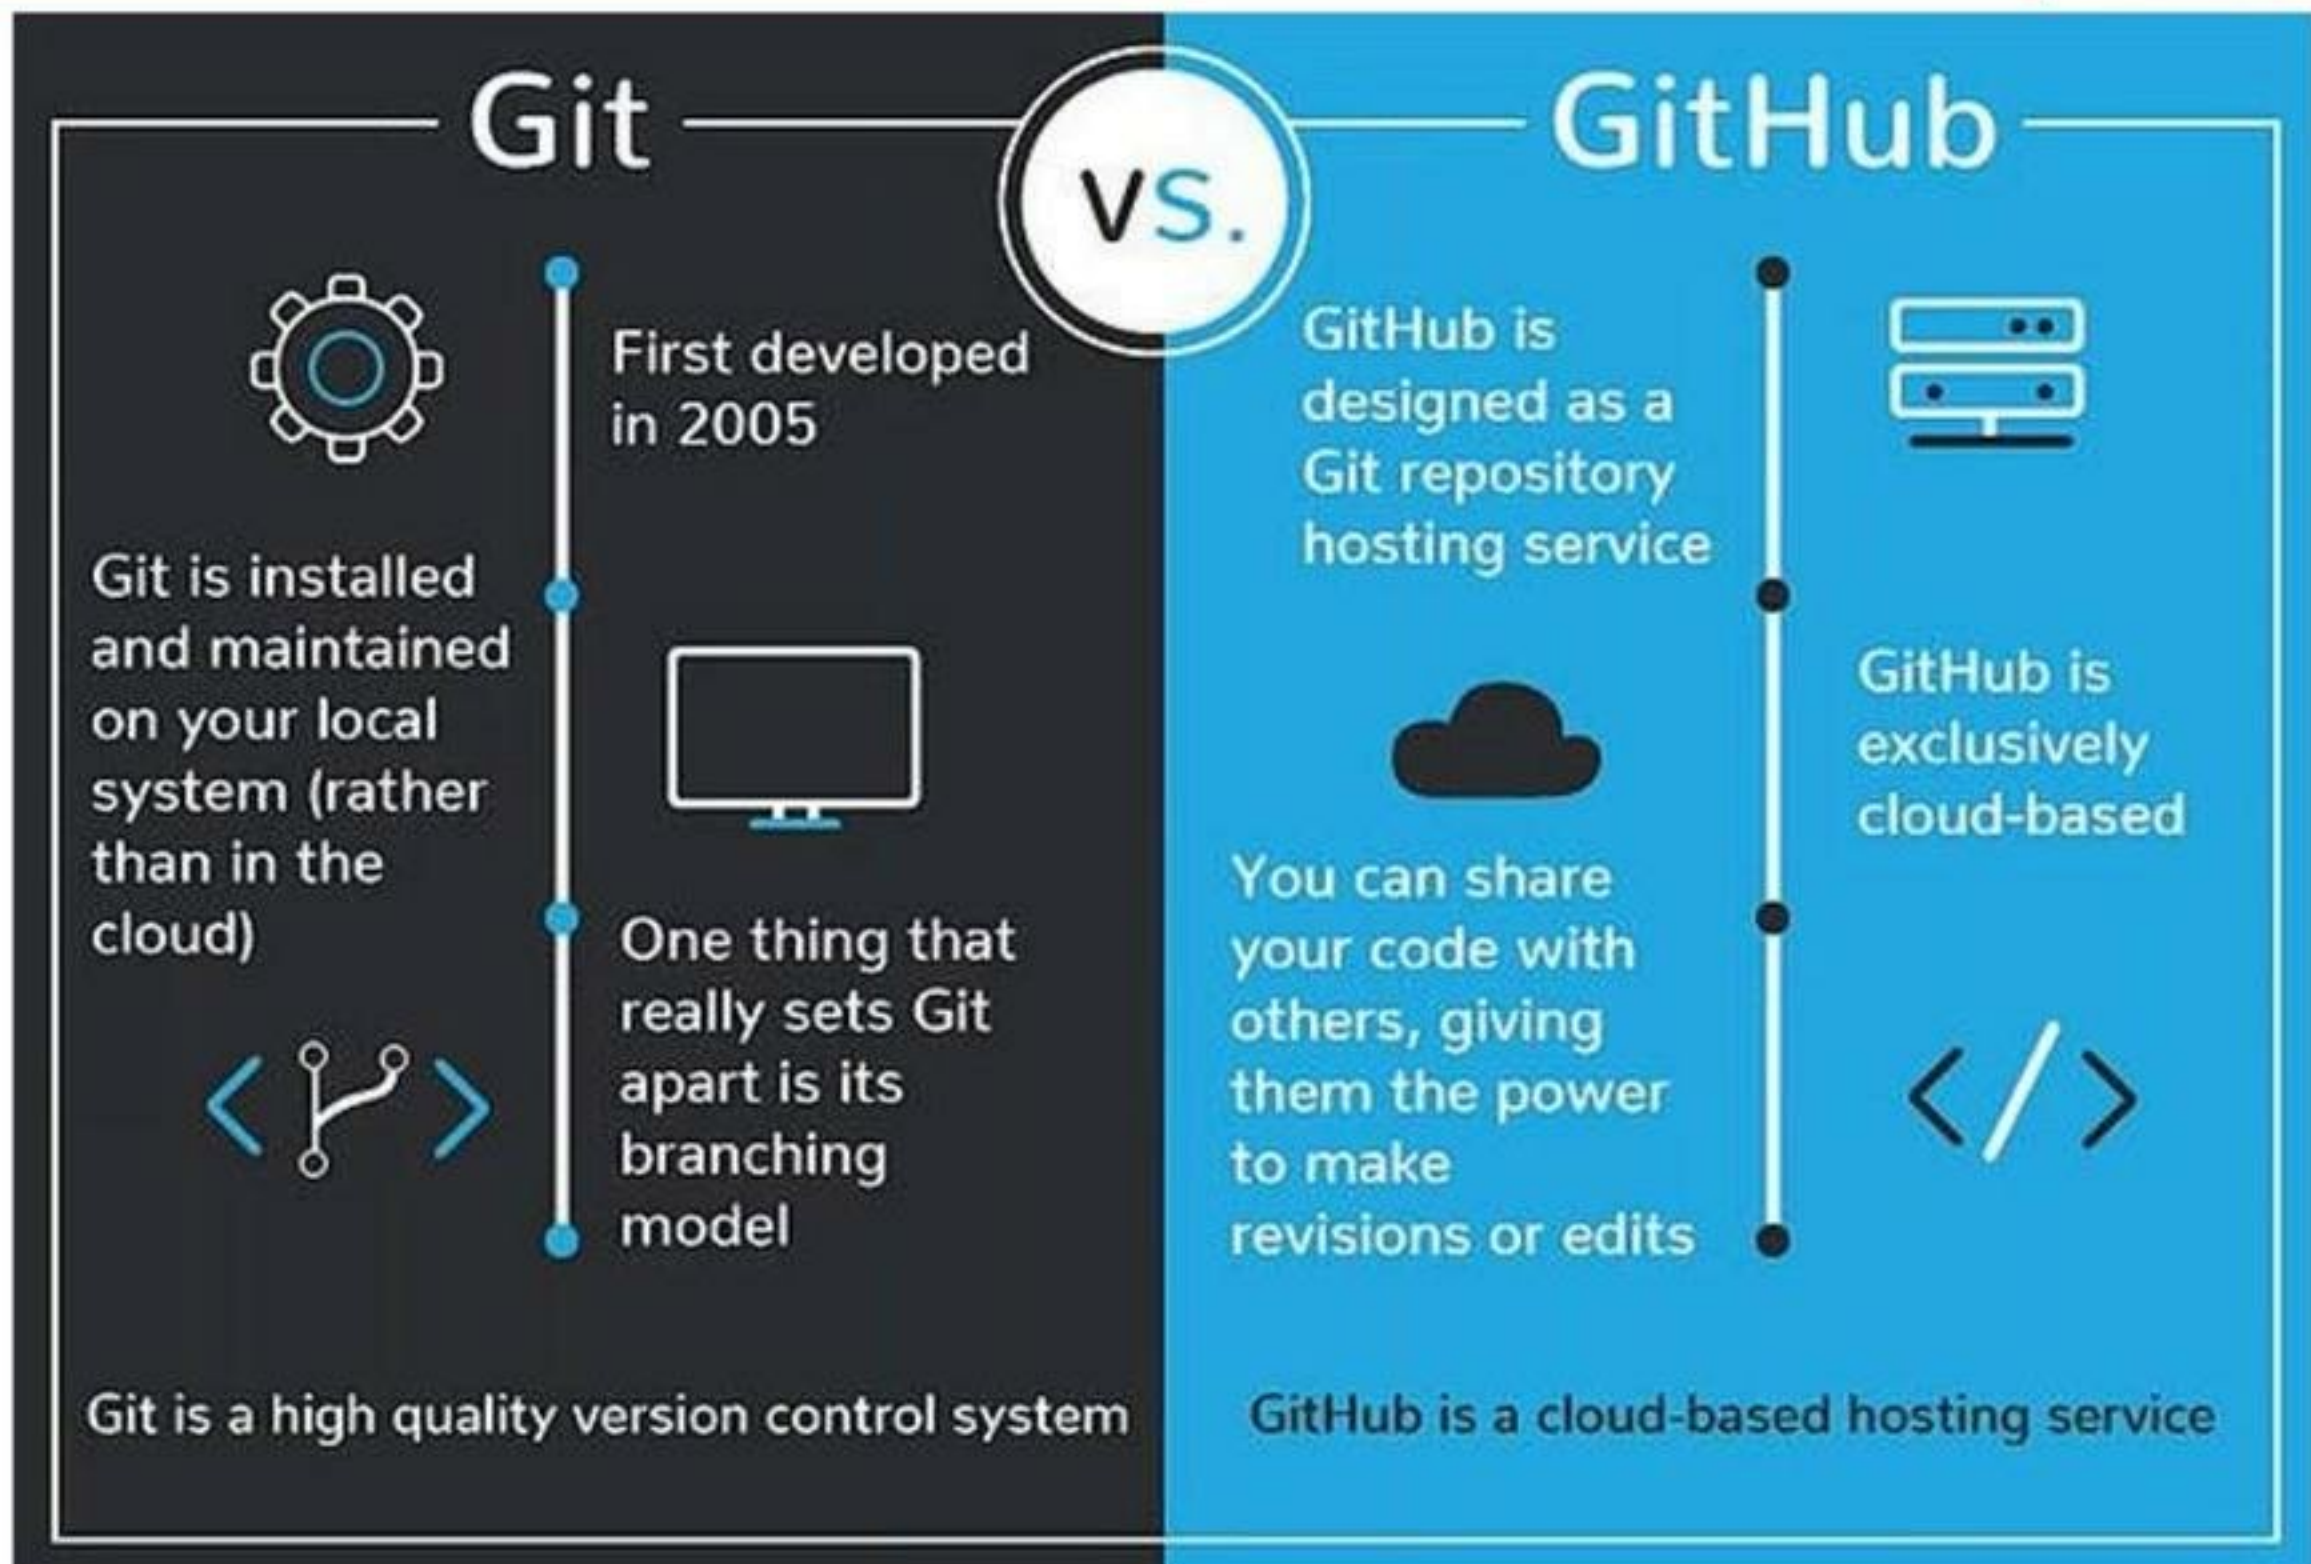 Git
vs.
GitHub
First developed
in 2005
Git is installed
and maintained
on your local
system (rather
than in the
cloud)
One thing that
really sets Git
apart is its
branching
model
Git is a high quality version control system
GitHub is
designed as a
Git repository
hosting service
GitHub is
exclusively
cloud-based
You can share
your code with
others, giving
them the power
to make
revisions or edits
GitHub is a cloud-based hosting service